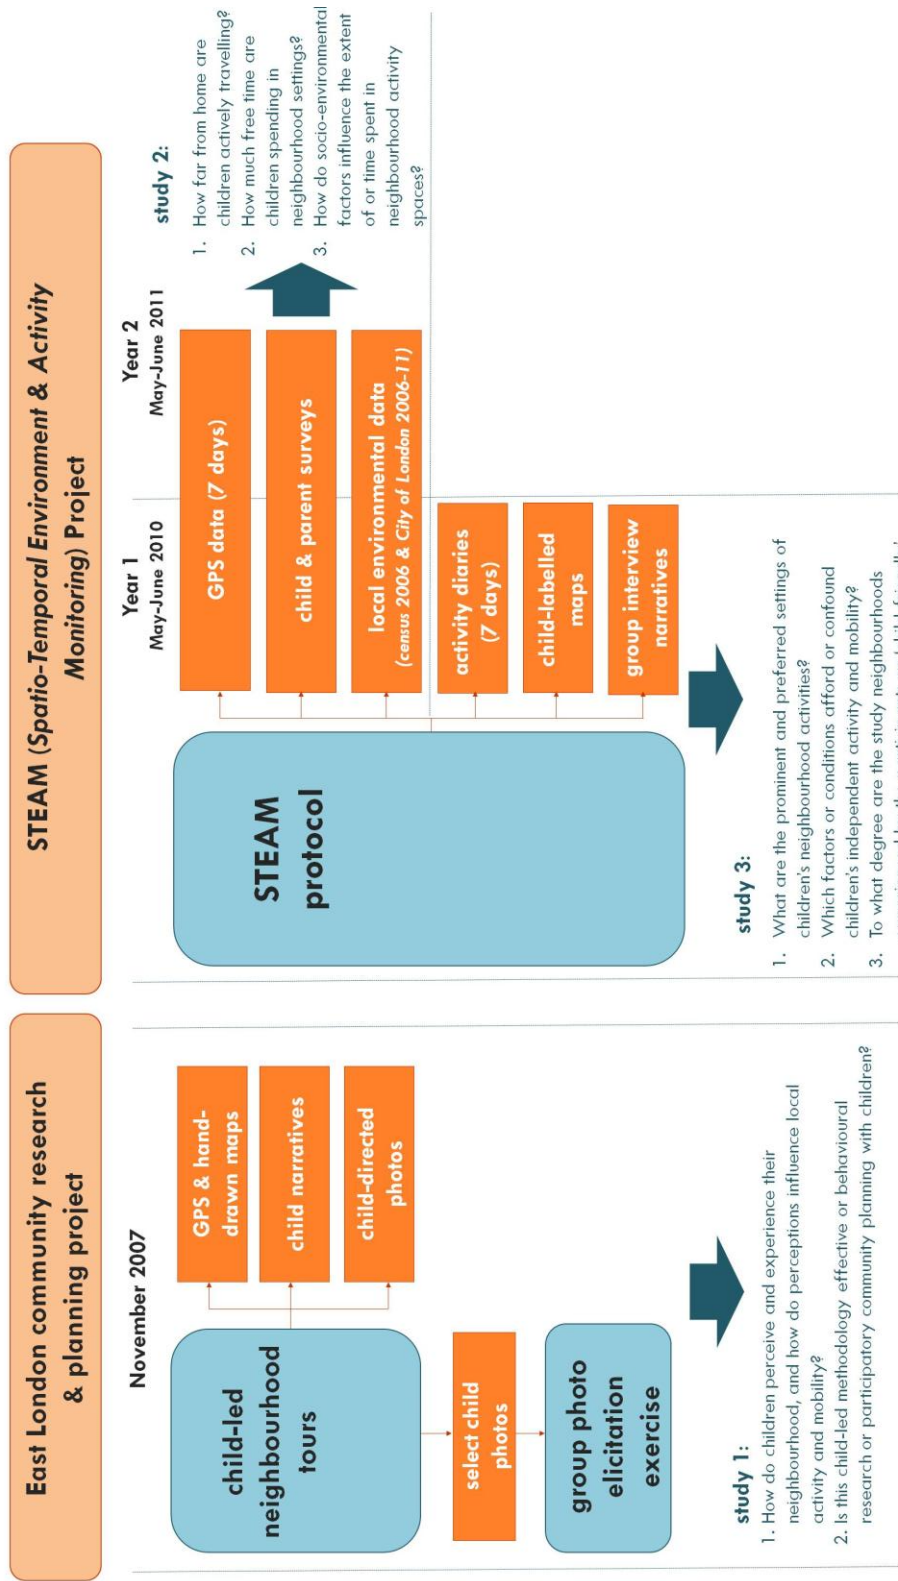 East London community research
& planning project
November 2007
child-led
neighbourhood
tours
GPS & hand-
drawn maps
child narratives
child-directed
photos
select child
photos
group photo
elicitation
exercise
study 1:
1. How do children perceive and experience their
neighbourhood, and how do perceptions influence local
activity and mobility?
2. Is this child-led methodology effective or behavioural
research or participatory community planning with children?
STEAM (Spatio-Temporal Environment & Activity
Monitoring) Project
Year 1
May-June 2010
Year 2
May-June 2011
STEAM
protocol
GPS data (7 days)
child & parent surveys
local environmental data
(census 2006 & City of London 2006-11)
activity diaries
(7 days)
child-labelled
maps
group interview
narratives
study 2:
1. How far from home are
children actively travelling?
2. How much free time are
children spending in
neighbourhood settings?
3. How do socio-environmental
factors influence the extent
of or time spent in
neighbourhood activity
spaces?
study 3:
1. What are the prominent and preferred settings of
children's neighbourhood activities?
2. Which factors or conditions afford or confound
children's independent activity and mobility?
3. To what degree are the study neighbourhoods